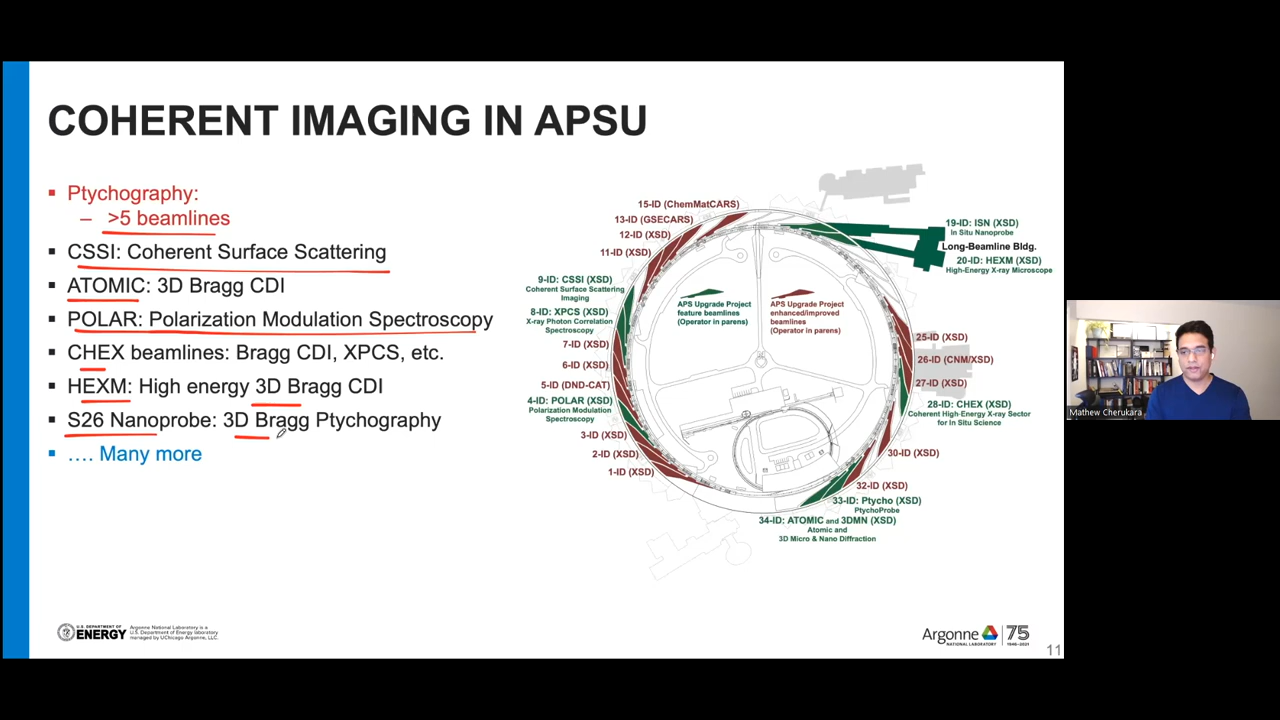 COHERENT IMAGING IN APSU
▪ Ptychography:
– >5 beamlines
▪ CSSI: Coherent Surface Scattering
▪ ATOMIC: 3D Bragg CDI
▪ POLAR: Polarization Modulation Spectroscopy
▪ CHEX beamlines: Bragg CDI, XPCS, etc.
▪ HEXM: High energy 3D Bragg CDI
▪ S26 Nanoprobe: 3D Bragg Ptychography
▪ …. Many more
15-ID (ChemMatCARS)
13-ID (GSECARS)
12-ID (XSD)
11-ID (XSD)
9-ID: CSSI (XSD)
Coherent Surface Scattering
Imaging
8-ID: XPCS (XSD)
X-ray Photon Correlation
Spectroscopy
7-ID (XSD)
6-ID (XSD)
5-ID (DND-CAT)
4-ID: POLAR (XSD)
Polarization Modulation
Spectroscopy
3-ID (XSD)
2-ID (XSD)
1-ID (XSD)
APS Upgrade Project
feature beamlines
(Operator in parens)
APS Upgrade Project
enhanced/improved
beamlines
(Operator in parens)
19-ID: ISN (XSD)
In Situ Nanoprobe
Long-Beamline Bldg.
20-ID: HEXM (XSD)
High-Energy X-ray Microscope
25-ID (XSD)
26-ID (CNM/XSD)
27-ID (XSD)
28-ID: CHEX (XSD)
Coherent High-Energy X-ray Sector
for In Situ Science
30-ID (XSD)
32-ID (XSD)
33-ID: Ptycho (XSD)
PtychoProbe
34-ID: ATOMIC and 3DMN (XSD)
Atomic and
3D Micro & Nano Diffraction
U.S. DEPARTMENT OF
ENERGY
Argonne National Laboratory is a
U.S. Department of Energy laboratory
managed by UChicago Argonne, LLC.
Argonne
NATIONAL LABORATORY
75
1946–2021
11
Mathew Cherukara